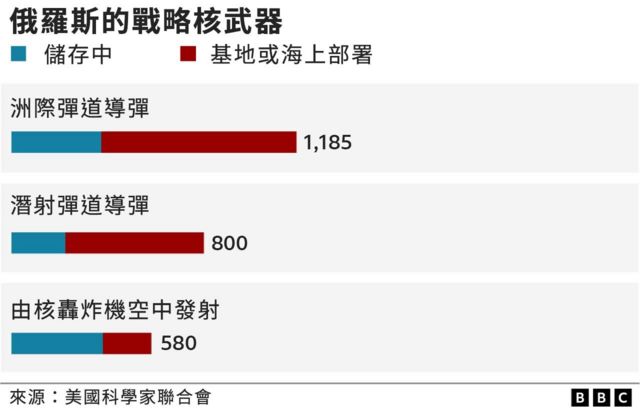 俄羅斯的戰略核武器
儲存中 基地或海上部署
洲際彈道導彈
1,185
潛射彈道導彈
800
由核轟炸機空中發射
580
來源：美國科學家聯合會 BBC